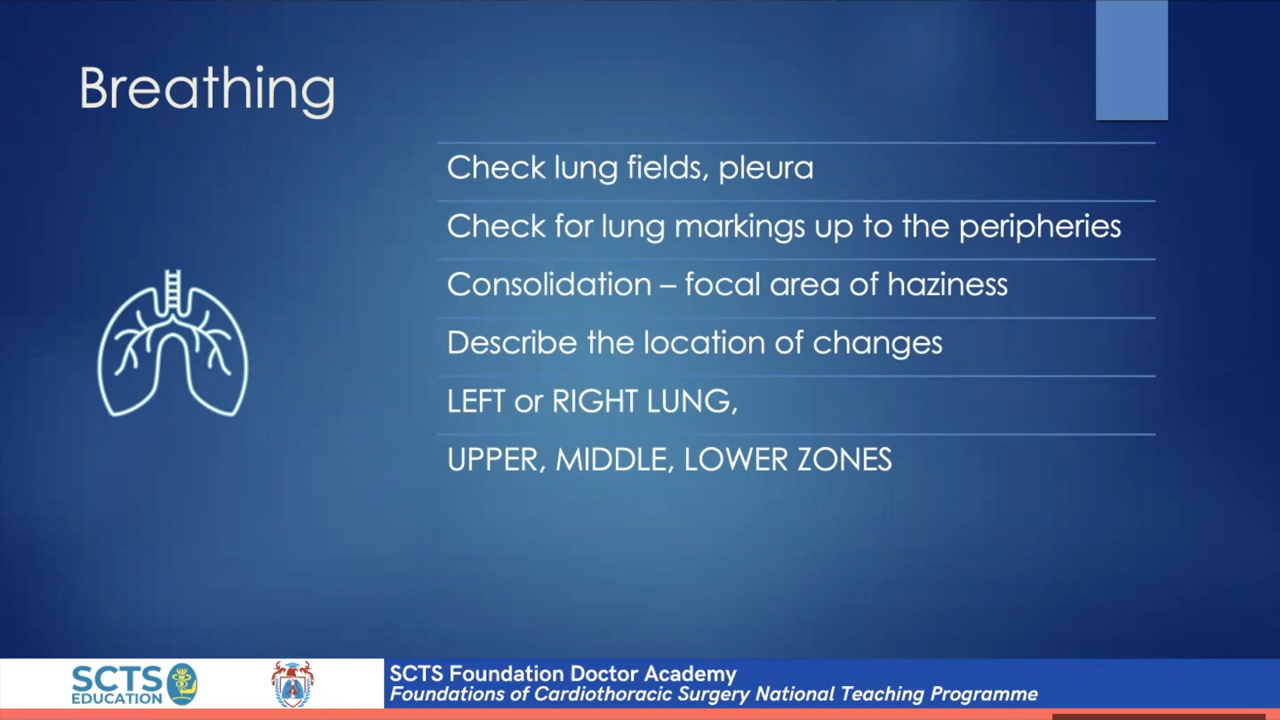 Breathing
Check lung fields, pleura
Check for lung markings up to the peripheries
Consolidation – focal area of haziness
Describe the location of changes
LEFT or RIGHT LUNG,
UPPER, MIDDLE, LOWER ZONES
SCTS
EDUCATION
SCTS Foundation Doctor Academy
Foundations of Cardiothoracic Surgery National Teaching Programme